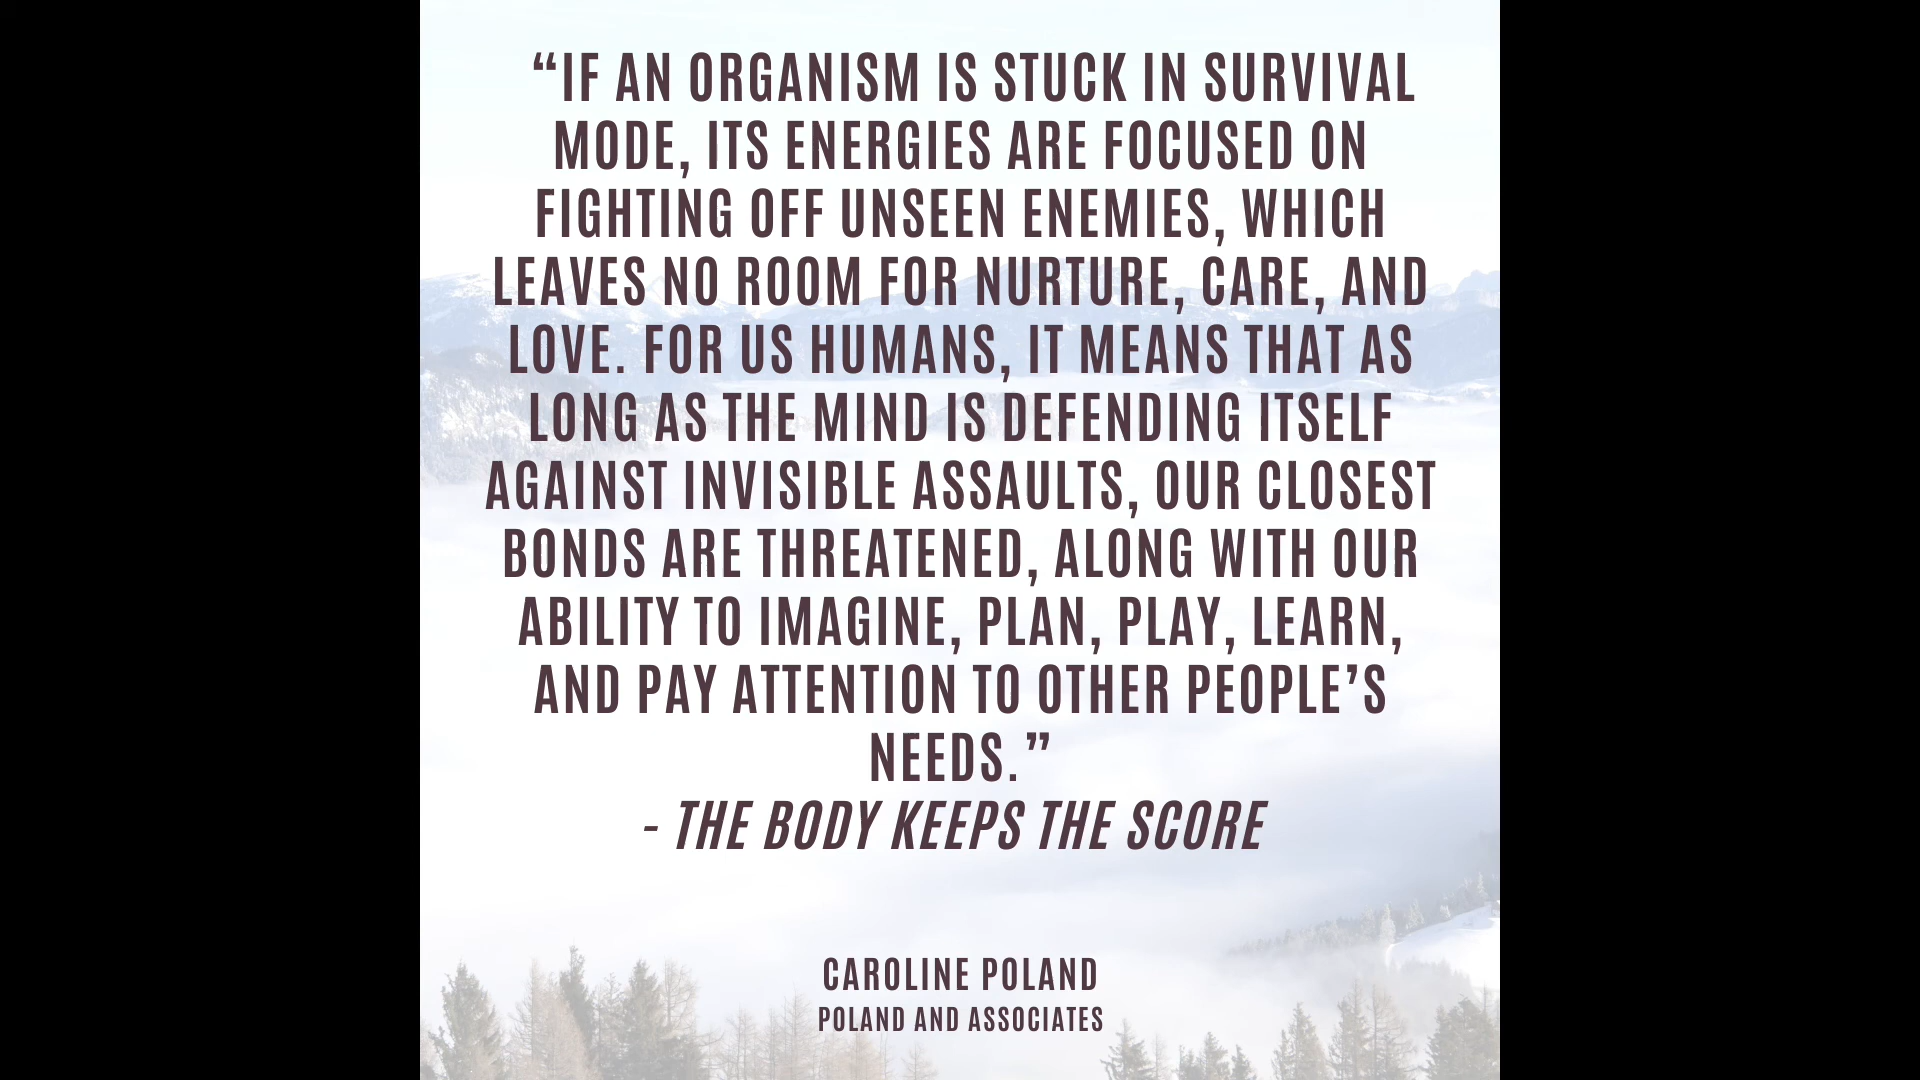 “IF AN ORGANISM IS STUCK IN SURVIVAL
MODE, ITS ENERGIES ARE FOCUSED ON
FIGHTING OFF UNSEEN ENEMIES, WHICH
LEAVES NO ROOM FOR NURTURE, CARE, AND
LOVE. FOR US HUMANS, IT MEANS THAT AS
LONG AS THE MIND IS DEFENDING ITSELF
AGAINST INVISIBLE ASSAULTS, OUR CLOSEST
BONDS ARE THREATENED, ALONG WITH OUR
ABILITY TO IMAGINE, PLAN, PLAY, LEARN,
AND PAY ATTENTION TO OTHER PEOPLE’S
NEEDS.”
- THE BODY KEEPS THE SCORE
CAROLINE POLAND
POLAND AND ASSOCIATES